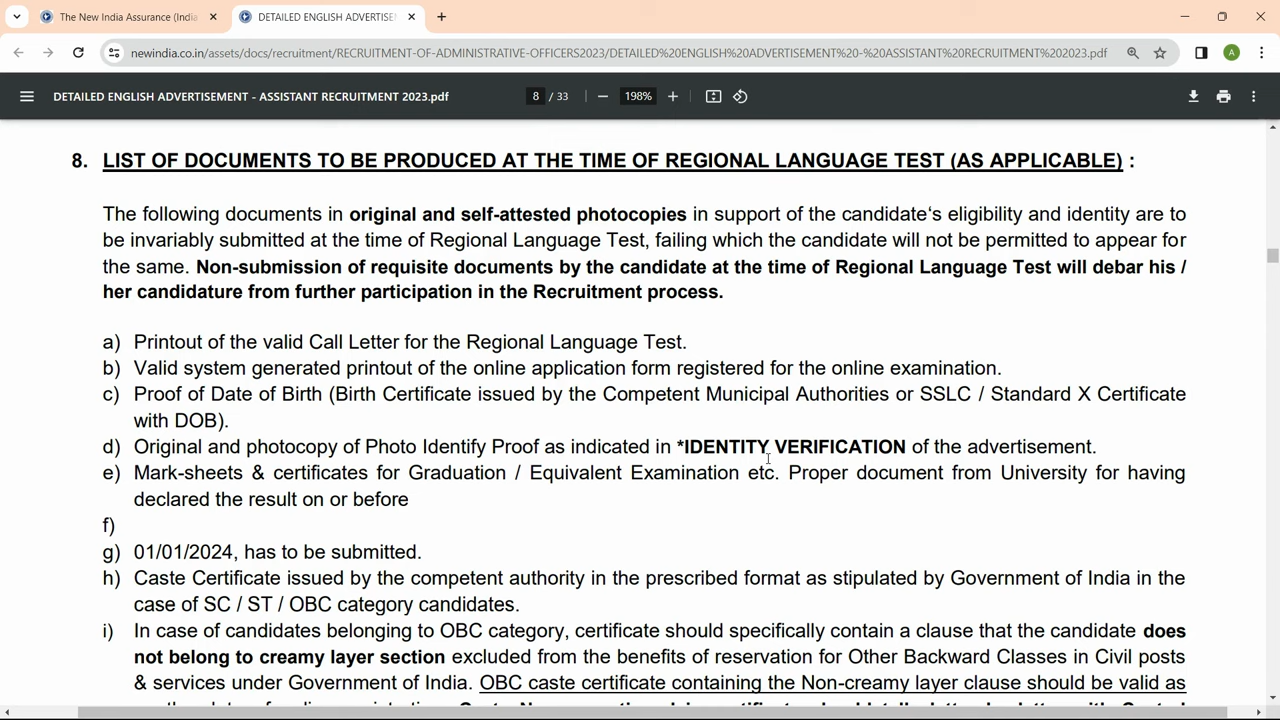 The New India Assurance (India
DETAILED ENGLISH ADVERTISE
newindia.co.in/assets/docs/recruitment/RECRUITMENT-OF-ADMINISTRATIVE-OFFICERS2023/DETAILED%20ENGLISH%20ADVERTISEMENT%20-%20ASSISTANT%20RECRUITMENT%202023.pdf
A
DETAILED ENGLISH ADVERTISEMENT - ASSISTANT RECRUITMENT 2023.pdf
8 / 33
198%
8. LIST OF DOCUMENTS TO BE PRODUCED AT THE TIME OF REGIONAL LANGUAGE TEST (AS APPLICABLE) :
The following documents in original and self-attested photocopies in support of the candidate‘s eligibility and identity are to
be invariably submitted at the time of Regional Language Test, failing which the candidate will not be permitted to appear for
the same. Non-submission of requisite documents by the candidate at the time of Regional Language Test will debar his /
her candidature from further participation in the Recruitment process.
a) Printout of the valid Call Letter for the Regional Language Test.
b) Valid system generated printout of the online application form registered for the online examination.
c) Proof of Date of Birth (Birth Certificate issued by the Competent Municipal Authorities or SSLC / Standard X Certificate
with DOB).
d) Original and photocopy of Photo Identify Proof as indicated in *IDENTITY VERIFICATION of the advertisement.
e) Mark-sheets & certificates for Graduation / Equivalent Examination etc. Proper document from University for having
declared the result on or before
f)
g) 01/01/2024, has to be submitted.
h) Caste Certificate issued by the competent authority in the prescribed format as stipulated by Government of India in the
case of SC / ST / OBC category candidates.
i) In case of candidates belonging to OBC category, certificate should specifically contain a clause that the candidate does
not belong to creamy layer section excluded from the benefits of reservation for Other Backward Classes in Civil posts
& services under Government of India. OBC caste certificate containing the Non-creamy layer clause should be valid as